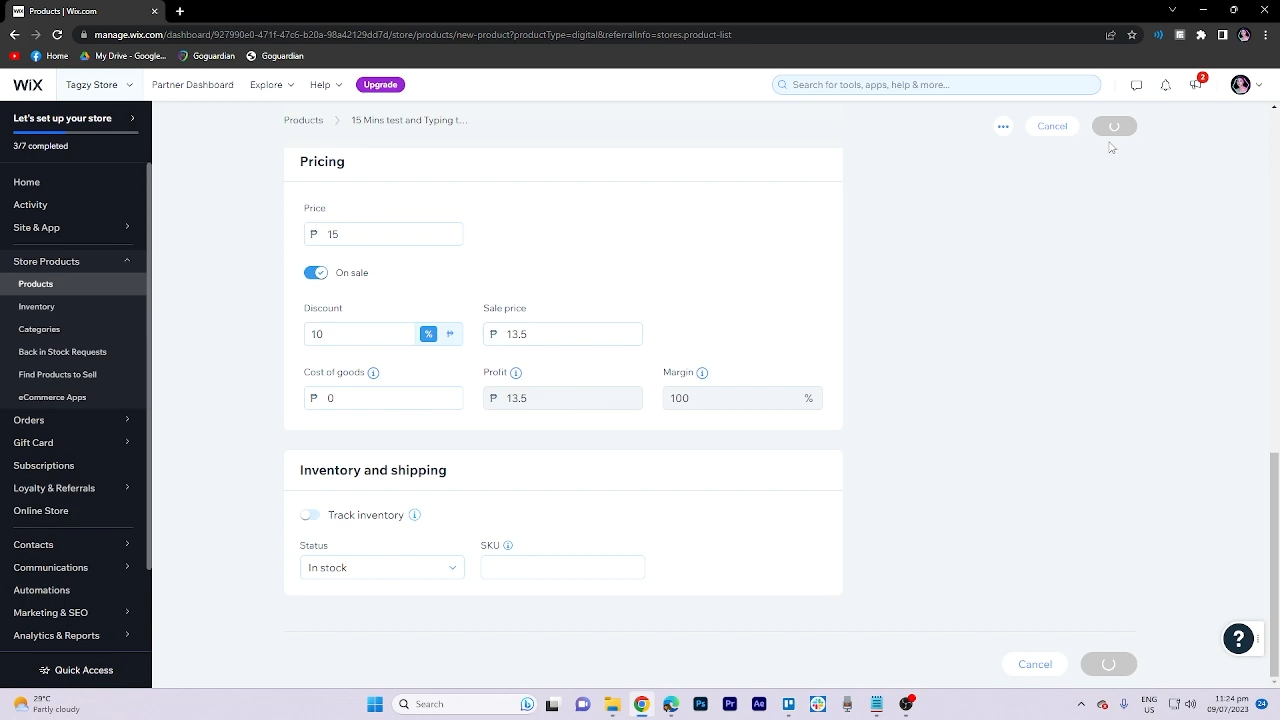 Products | Wix.com
manage.wix.com/dashboard/927990e0-471f-47d6-b20a-98a42129dd7d/store/products/new-product?productType=digital&referralInfo=stores.product-list
Home My Drive - Google... Goguardian Goguardian
WiX Tagzy Store Partner Dashboard Explore Help Upgrade Search for tools, apps, help & more... 2
Let's set up your store
3/7 completed
Home
Activity
Site & App
Store Products
Products
Inventory
Categories
Back in Stock Requests
Find Products to Sell
eCommerce Apps
Orders
Gift Card
Subscriptions
Loyalty & Referrals
Online Store
Contacts
Communications
Automations
Marketing & SEO
Analytics & Reports
Quick Access
Products 15 Mins test and Typing t...
Cancel
Pricing
Price
₱ 15
On sale
Discount Sale price
10 % ₱ ₱ 13.5
Cost of goods Profit Margin
₱ 0 ₱ 13.5 100 %
Inventory and shipping
Track inventory
Status SKU
In stock
Cancel
?
29°C
Partly cloudy
Search
Ps Pr Ae
ENG
US
11:24 pm
09/07/2023
24